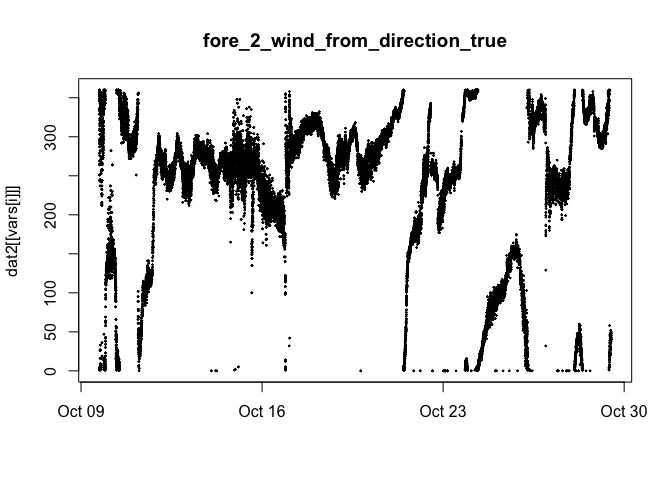 fore_2_wind_from_direction_true
dat2[[vars[i]]]
300
200
100
50
0
Oct 09
Oct 16
Oct 23
Oct 30